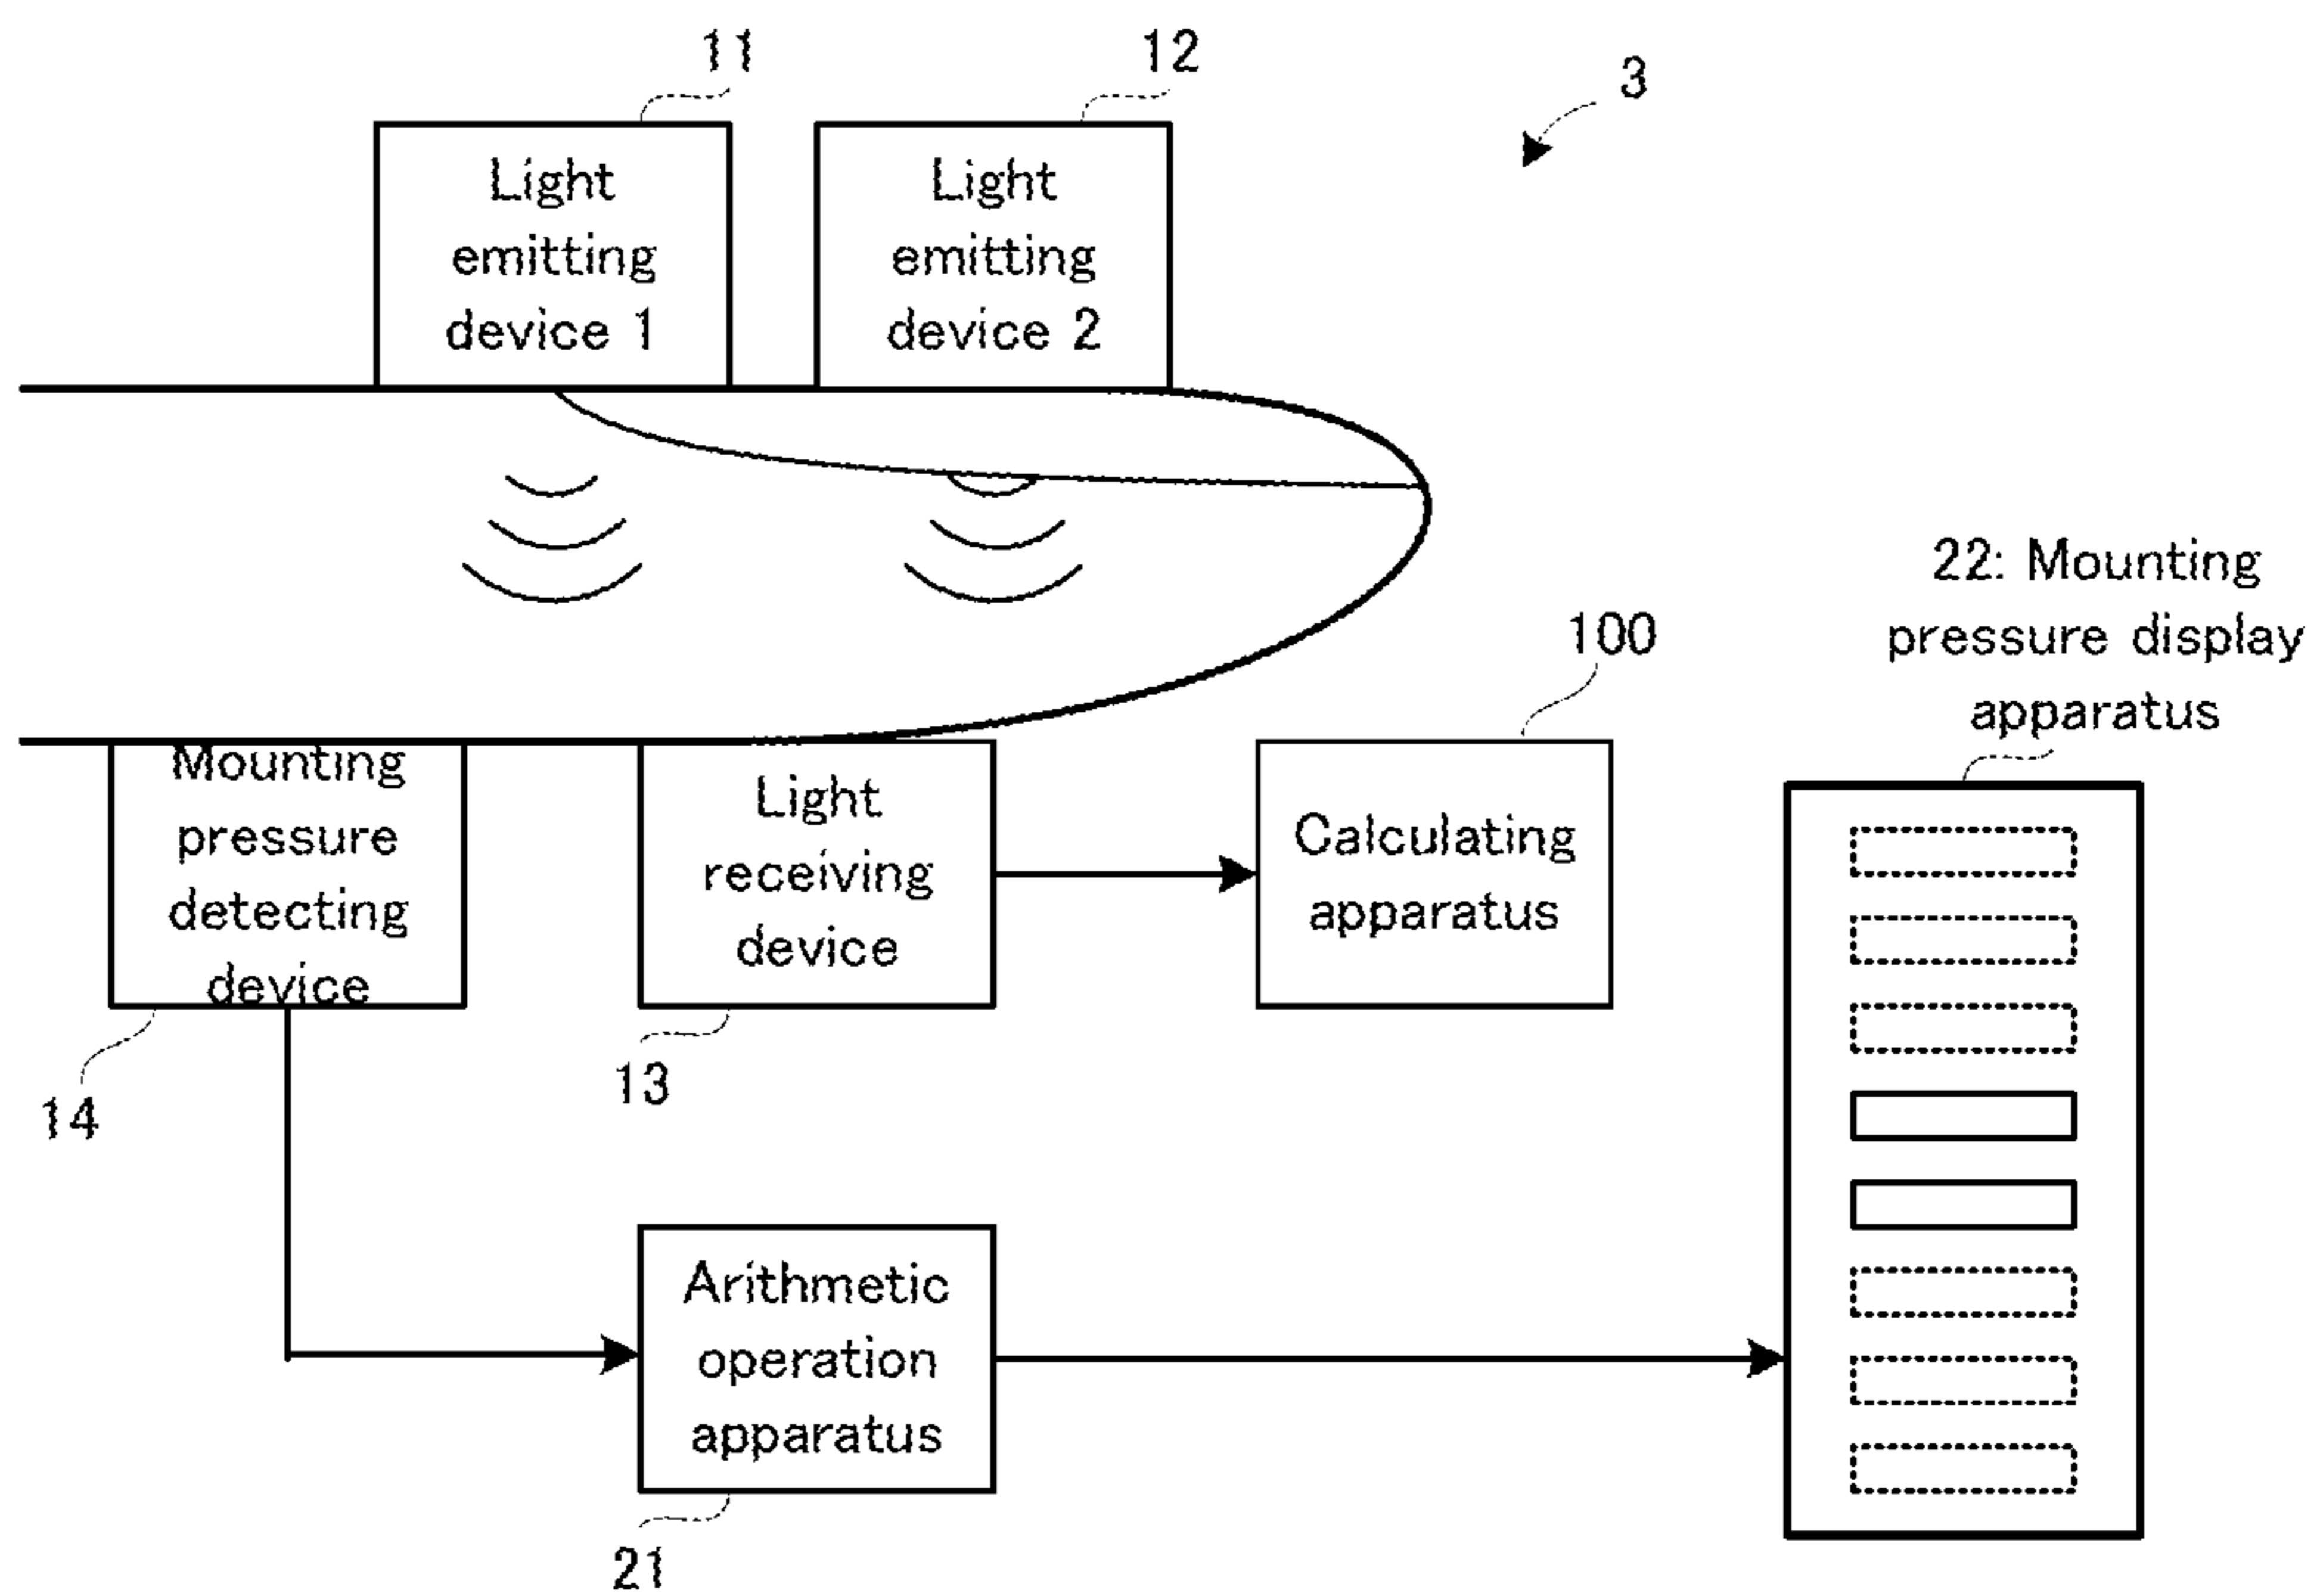 11
12
3
Light
emitting
device 1
Light
emitting
device 2
22: Mounting
pressure display
apparatus
100
Mounting
pressure
detecting
device
Light
receiving
device
Calculating
apparatus
14
13
Arithmetic
operation
apparatus
21